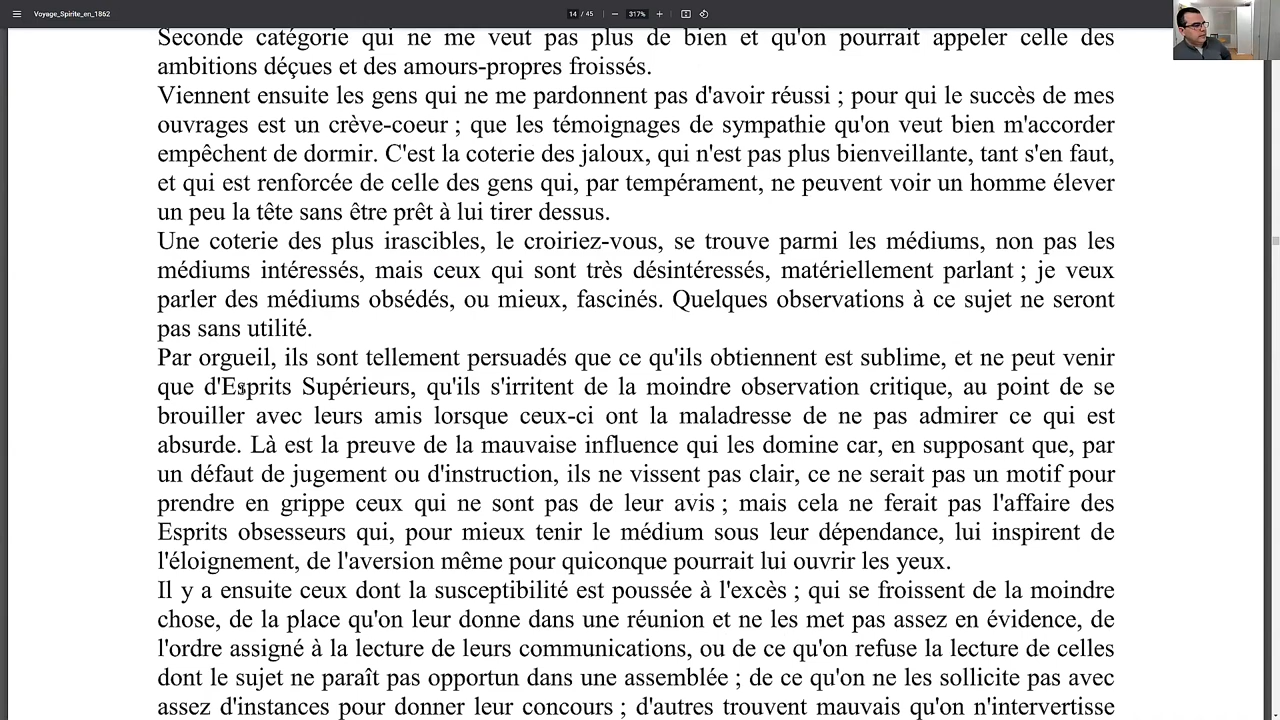 Voyage_Spirite_en_1862
14 / 45
317%
Seconde catégorie qui ne me veut pas plus de bien et qu'on pourrait appeler celle des
ambitions déçues et des amours-propres froissés.
Viennent ensuite les gens qui ne me pardonnent pas d'avoir réussi ; pour qui le succès de mes
ouvrages est un crève-coeur ; que les témoignages de sympathie qu'on veut bien m'accorder
empêchent de dormir. C'est la coterie des jaloux, qui n'est pas plus bienveillante, tant s'en faut,
et qui est renforcée de celle des gens qui, par tempérament, ne peuvent voir un homme élever
un peu la tête sans être prêt à lui tirer dessus.
Une coterie des plus irascibles, le croiriez-vous, se trouve parmi les médiums, non pas les
médiums intéressés, mais ceux qui sont très désintéressés, matériellement parlant ; je veux
parler des médiums obsédés, ou mieux, fascinés. Quelques observations à ce sujet ne seront
pas sans utilité.
Par orgueil, ils sont tellement persuadés que ce qu'ils obtiennent est sublime, et ne peut venir
que d'Esprits Supérieurs, qu'ils s'irritent de la moindre observation critique, au point de se
brouiller avec leurs amis lorsque ceux-ci ont la maladresse de ne pas admirer ce qui est
absurde. Là est la preuve de la mauvaise influence qui les domine car, en supposant que, par
un défaut de jugement ou d'instruction, ils ne vissent pas clair, ce ne serait pas un motif pour
prendre en grippe ceux qui ne sont pas de leur avis ; mais cela ne ferait pas l'affaire des
Esprits obsesseurs qui, pour mieux tenir le médium sous leur dépendance, lui inspirent de
l'éloignement, de l'aversion même pour quiconque pourrait lui ouvrir les yeux.
Il y a ensuite ceux dont la susceptibilité est poussée à l'excès ; qui se froissent de la moindre
chose, de la place qu'on leur donne dans une réunion et ne les met pas assez en évidence, de
l'ordre assigné à la lecture de leurs communications, ou de ce qu'on refuse la lecture de celles
dont le sujet ne paraît pas opportun dans une assemblée ; de ce qu'on ne les sollicite pas avec
assez d'instances pour donner leur concours ; d'autres trouvent mauvais qu'on n'intervertisse